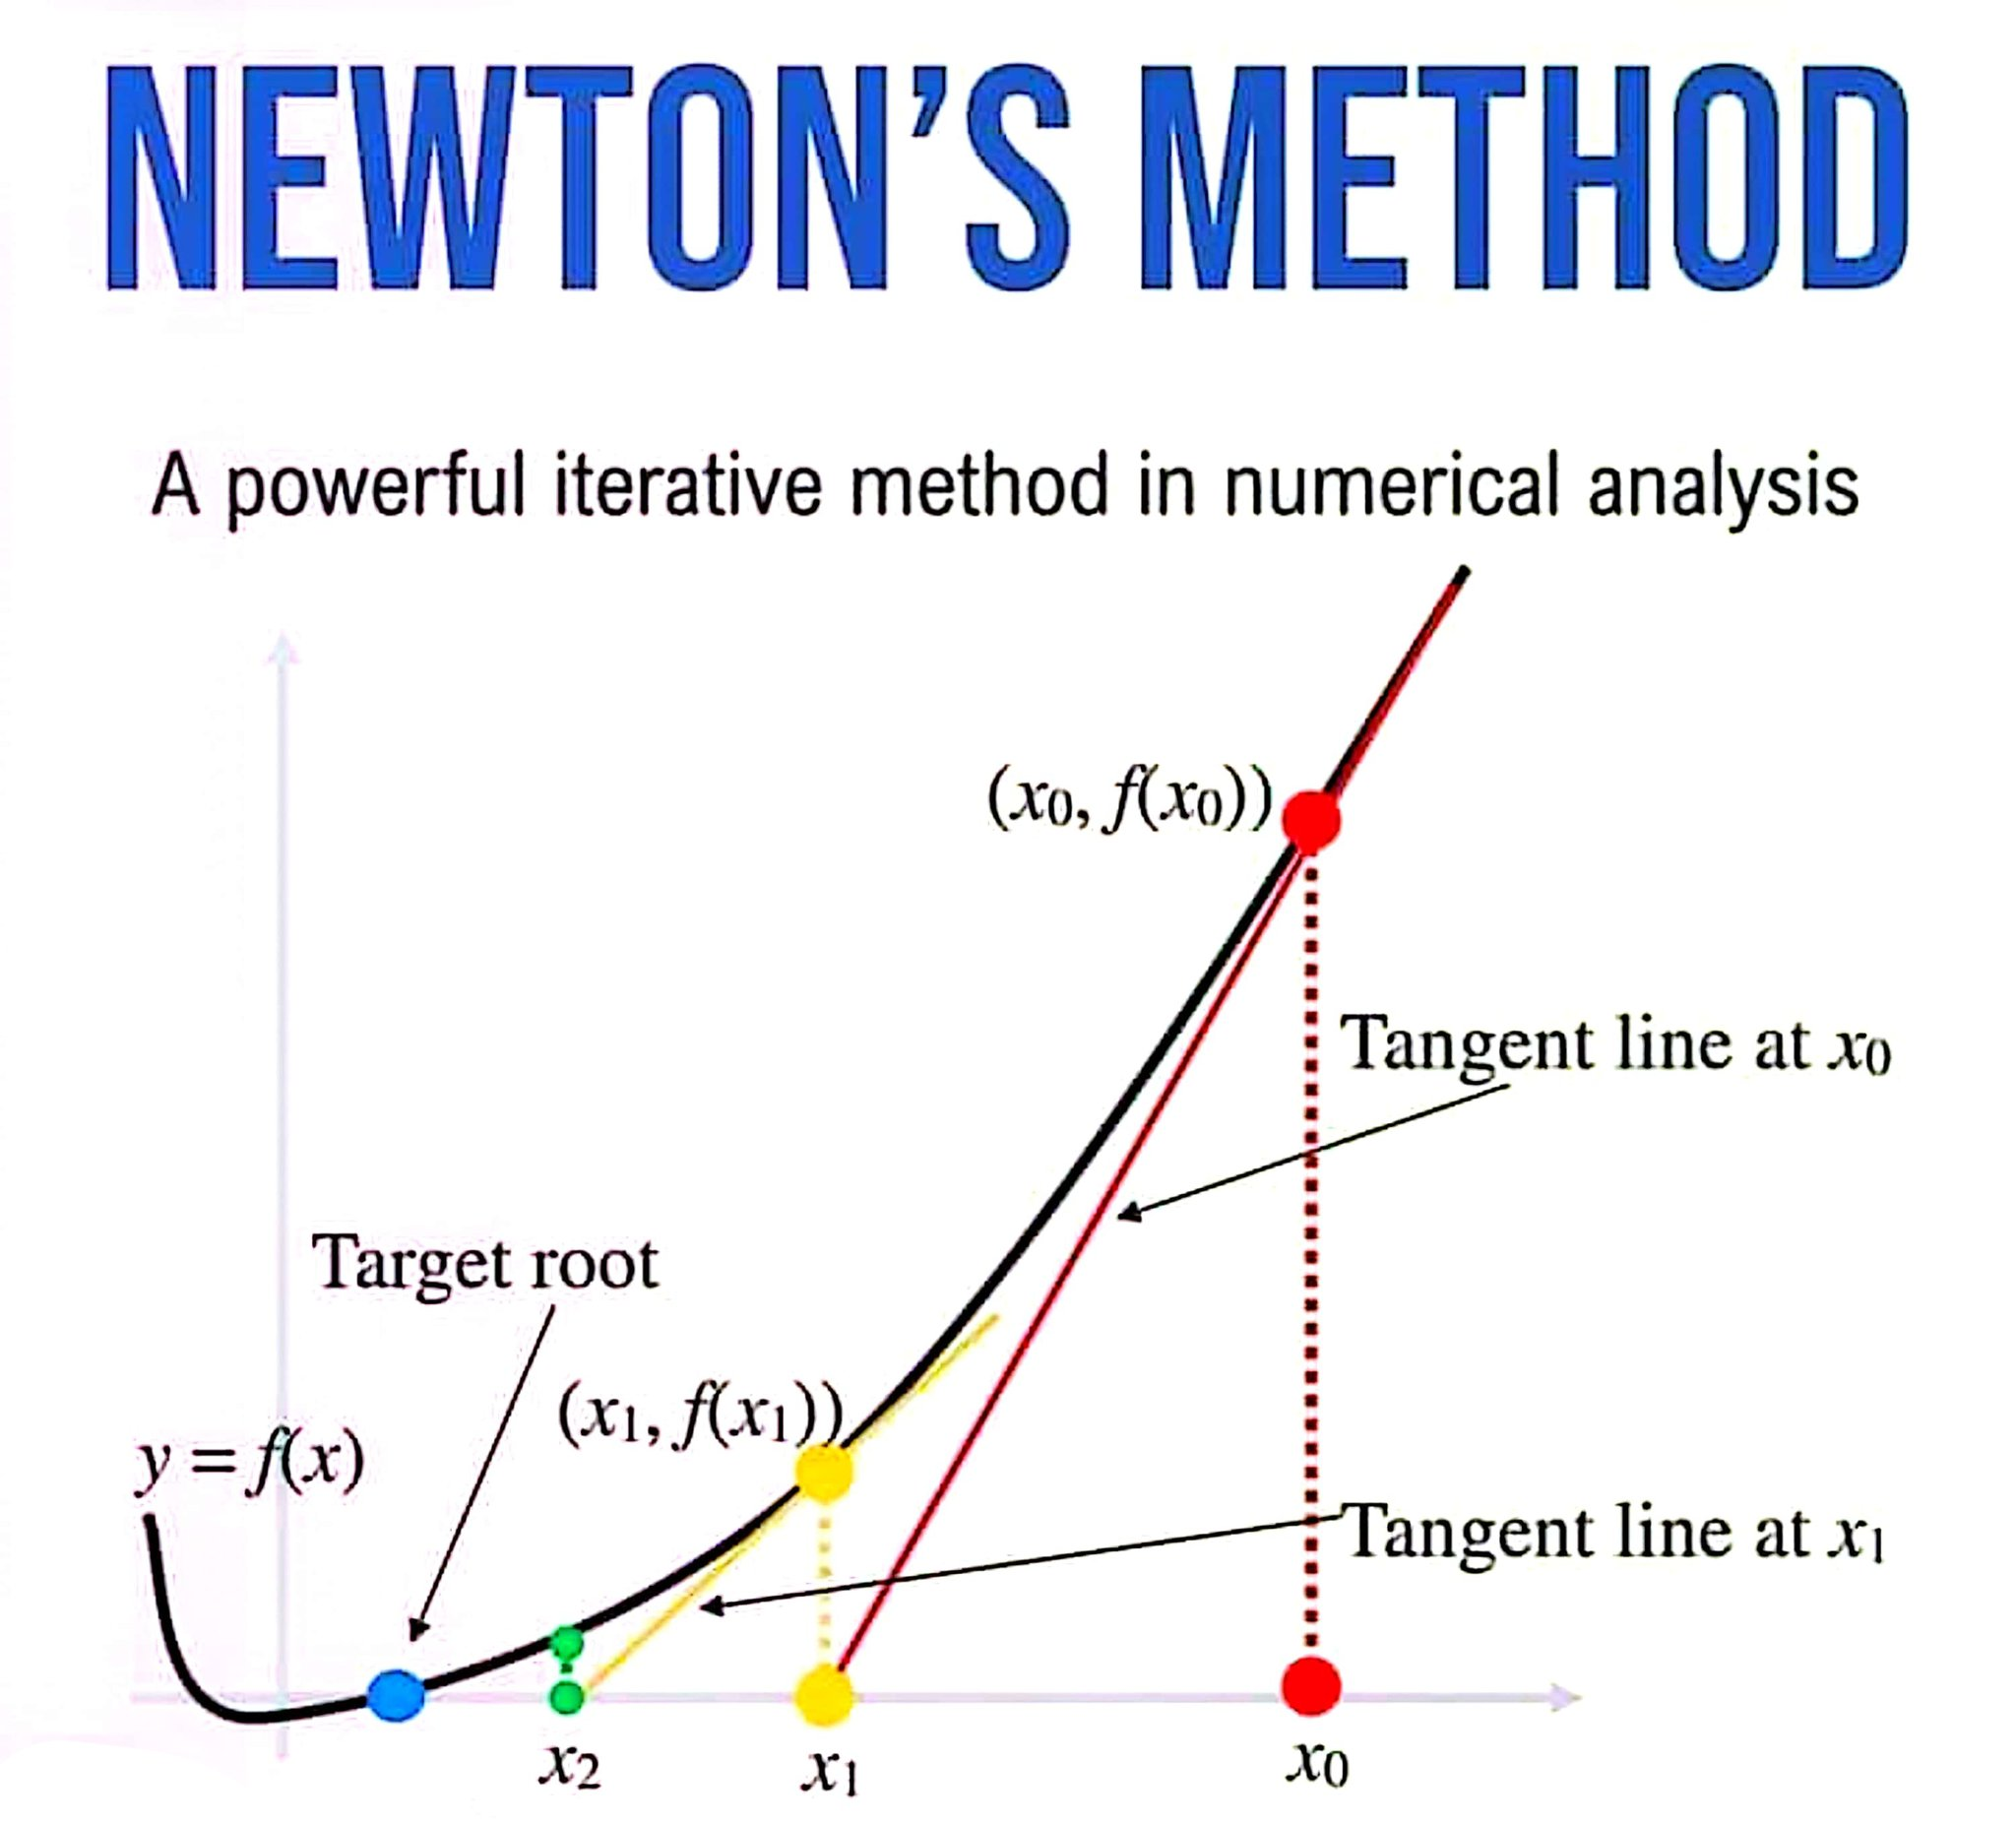 NEWTON’S METHOD
A powerful iterative method in numerical analysis
(x₀, f(x₀))
Tangent line at x₀
Target root
(x₁, f(x₁))
y = f(x)
Tangent line at x₁
x₂
x₁
x₀